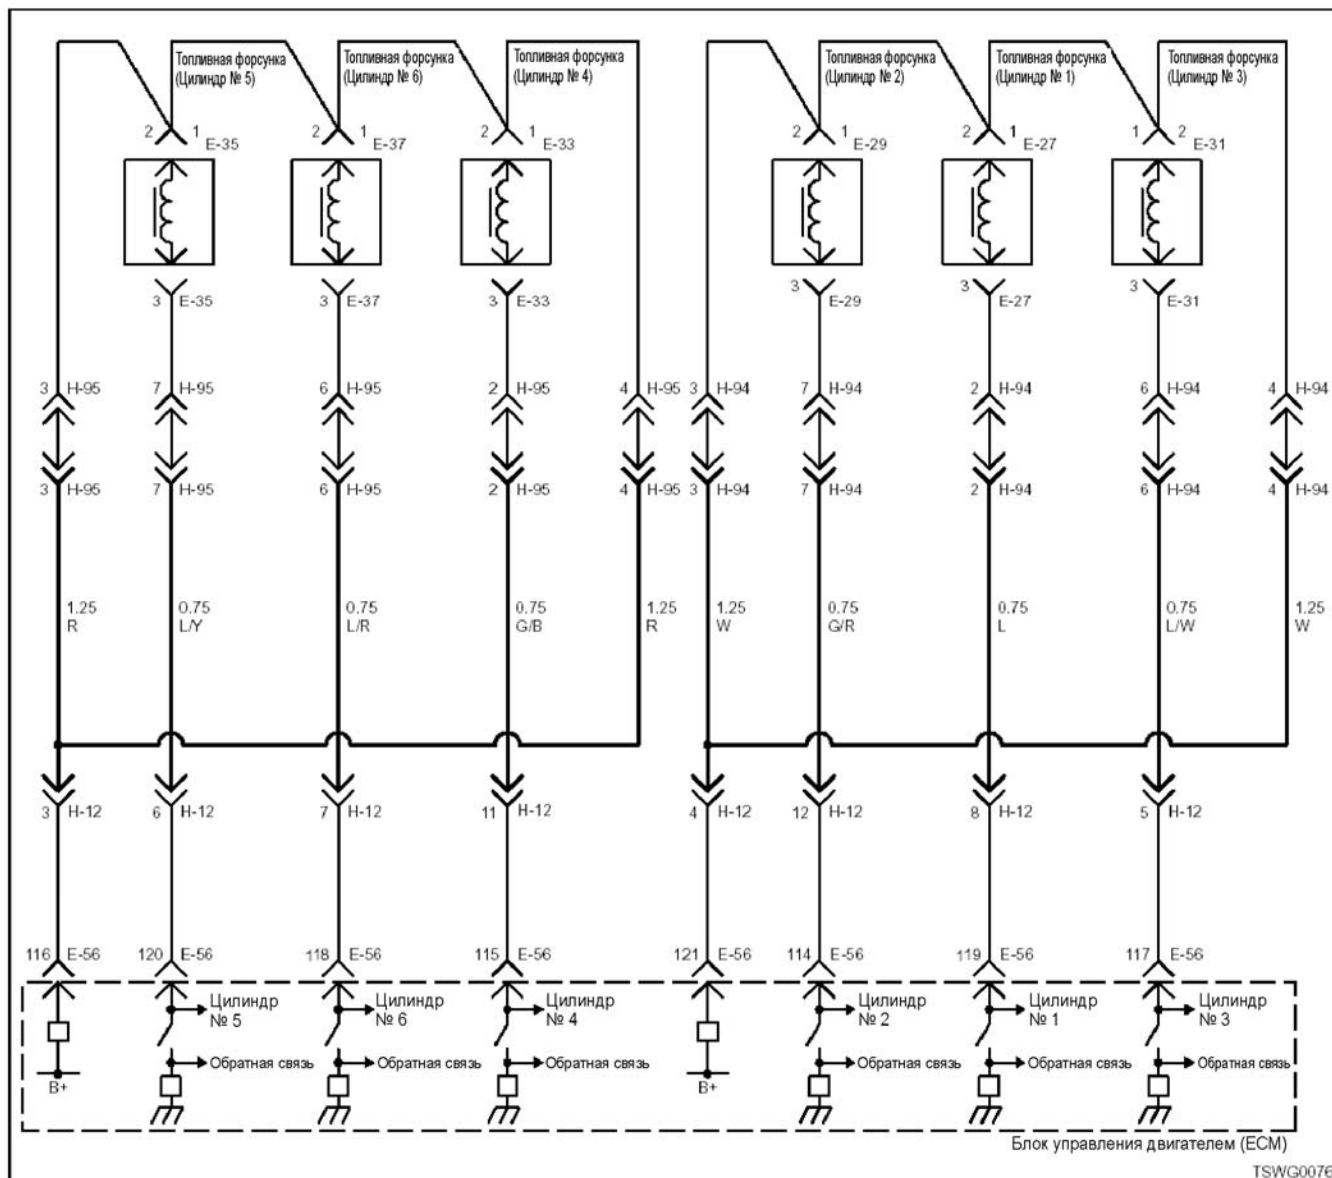 Топливная форсунка
(Цилиндр № 5)
Топливная форсунка
(Цилиндр № 6)
Топливная форсунка
(Цилиндр № 4)
Топливная форсунка
(Цилиндр № 2)
Топливная форсунка
(Цилиндр № 1)
Топливная форсунка
(Цилиндр № 3)
2 1 E-35 2 1 E-37 2 1 E-33 2 1 E-29 2 1 E-27 1 2 E-31
3 E-35 3 E-37 3 E-33 3 E-29 3 E-27 3 E-31
3 H-95 7 H-95 6 H-95 2 H-95 4 H-95 3 H-94 7 H-94 2 H-94 6 H-94 4 H-94
3 H-95 7 H-95 6 H-95 2 H-95 4 H-95 3 H-94 7 H-94 2 H-94 6 H-94 4 H-94
1.25 0.75 0.75 0.75 1.25 1.25 0.75 0.75 0.75 1.25
R L/Y L/R G/B R W G/R L L/W W
3 H-12 6 H-12 7 H-12 11 H-12 4 H-12 12 H-12 8 H-12 5 H-12
116 E-56 120 E-56 118 E-56 115 E-56 121 E-56 114 E-56 119 E-56 117 E-56
Цилиндр
№ 5
Цилиндр
№ 6
Цилиндр
№ 4
Цилиндр
№ 2
Цилиндр
№ 1
Цилиндр
№ 3
Обратная связь Обратная связь Обратная связь Обратная связь Обратная связь Обратная связь
B+ B+
Блок управления двигателем (ECM)
TSWG0076